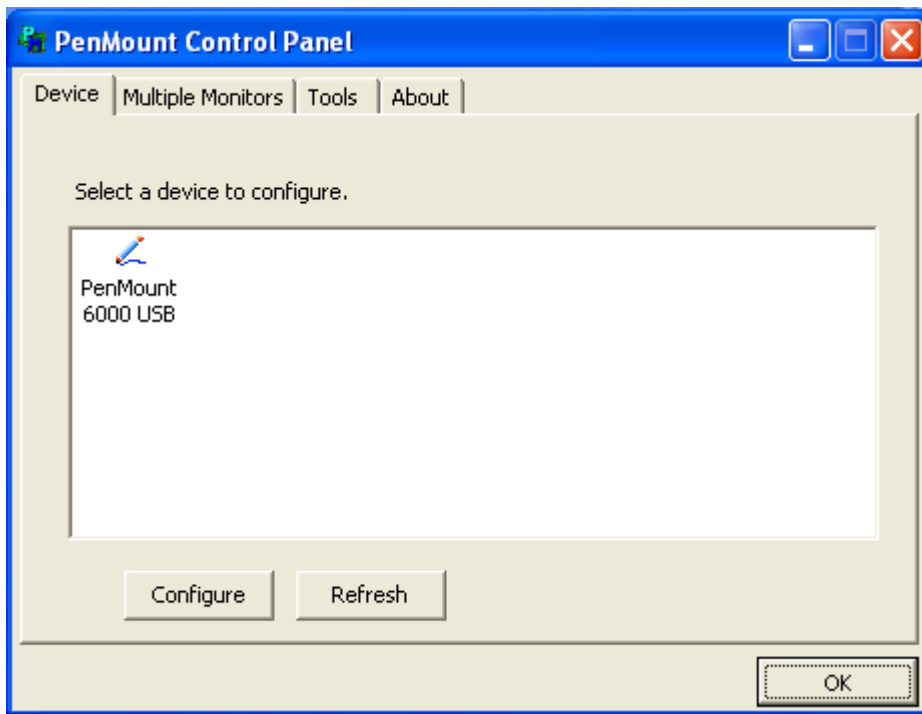 PenMount Control Panel
Device Multiple Monitors Tools About
Select a device to configure.
PenMount
6000 USB
Configure Refresh
OK